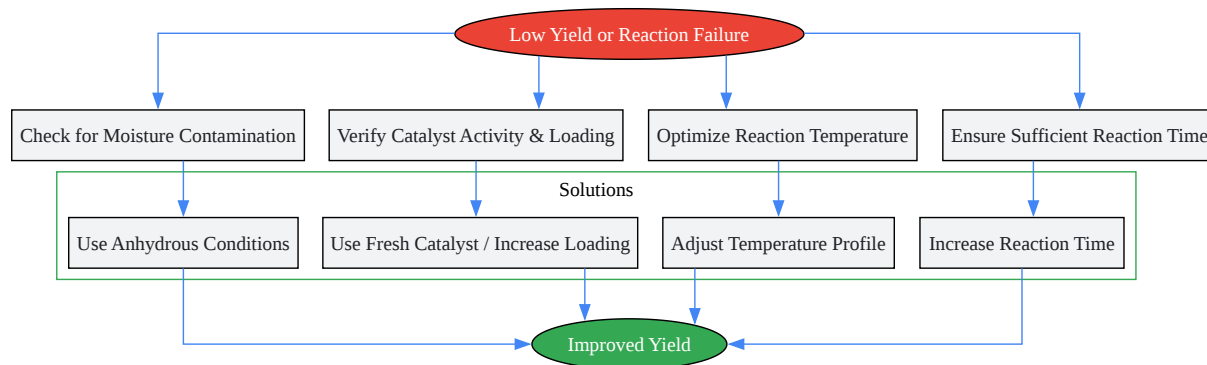 Low Yield or Reaction Failure
Check for Moisture Contamination
Verify Catalyst Activity & Loading
Optimize Reaction Temperature
Ensure Sufficient Reaction Time
Solutions
Use Anhydrous Conditions
Use Fresh Catalyst / Increase Loading
Adjust Temperature Profile
Increase Reaction Time
Improved Yield